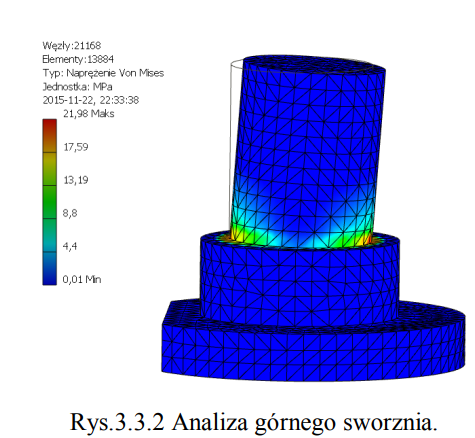 Węzły:21168
Elementy:13884
Typ: Naprężenie Von Mises
Jednostka: MPa
2015-11-22, 22:33:38
21,98 Maks
17,59
13,19
8,8
4,4
0,01 Min
Rys.3.3.2 Analiza górnego sworznia.